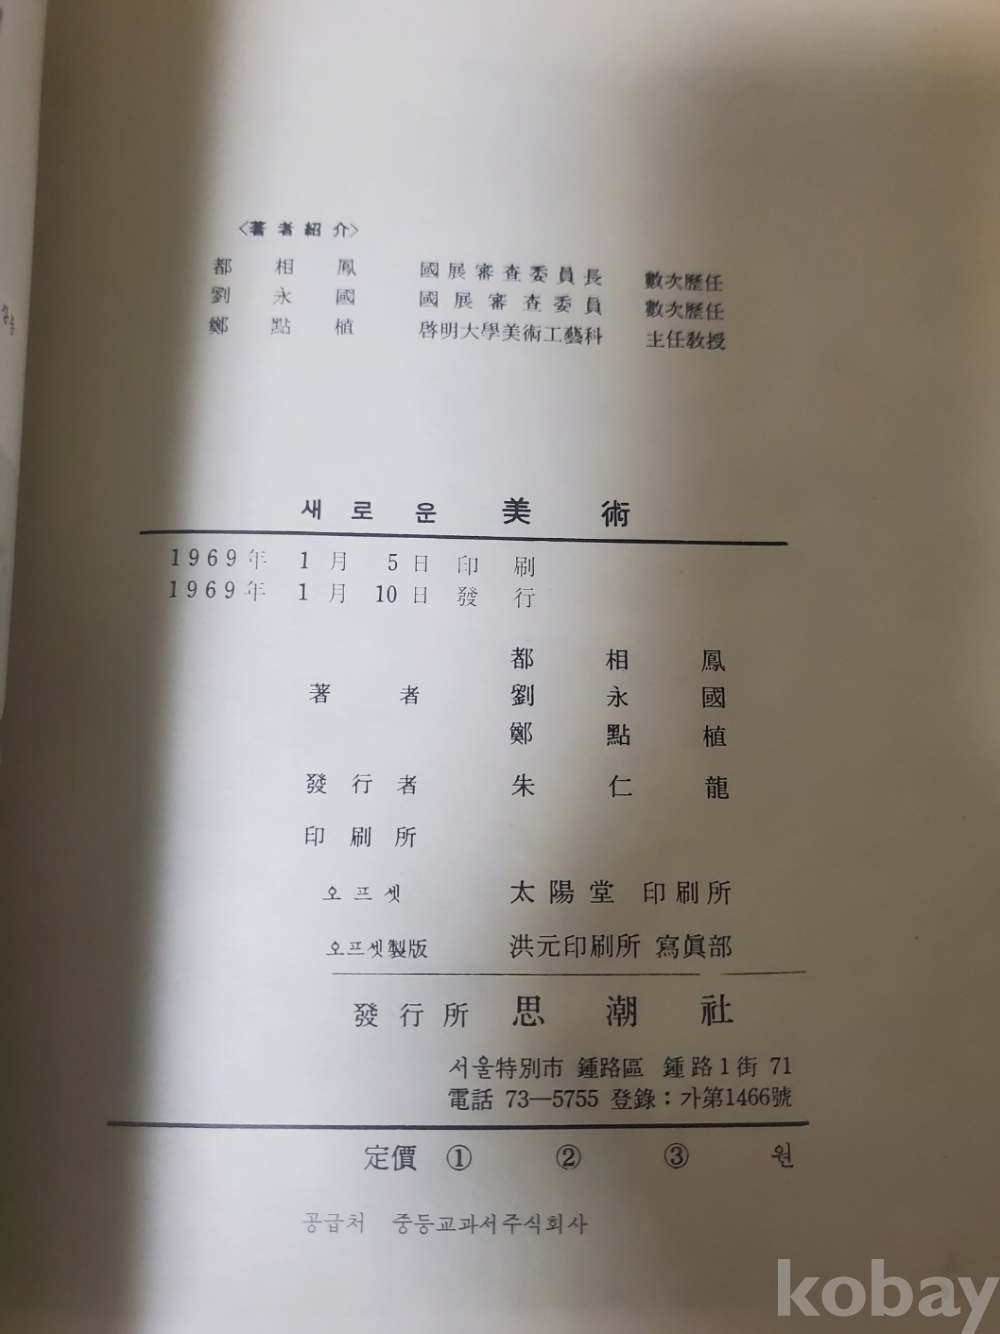 <著者紹介>
都相鳳 國展審査委員長 數次歷任
劉永國 國展審査委員 數次歷任
鄭點植 啓明大學美術工藝科 主任敎授
새로운 美術
1969年 1月 5日 印刷
1969年 1月 10日 發行
都相鳳
著者 劉永國
鄭點植
發行者 朱仁龍
印刷所
오프셋 太陽堂 印刷所
오프셋製版 洪元印刷所 寫眞部
發行所 思潮社
서울特別市 鍾路區 鍾路1街 71
電話 73—5755 登錄:가第1466號
定價 ① ② ③ 원
공급처 중등교과서주식회사
kobay